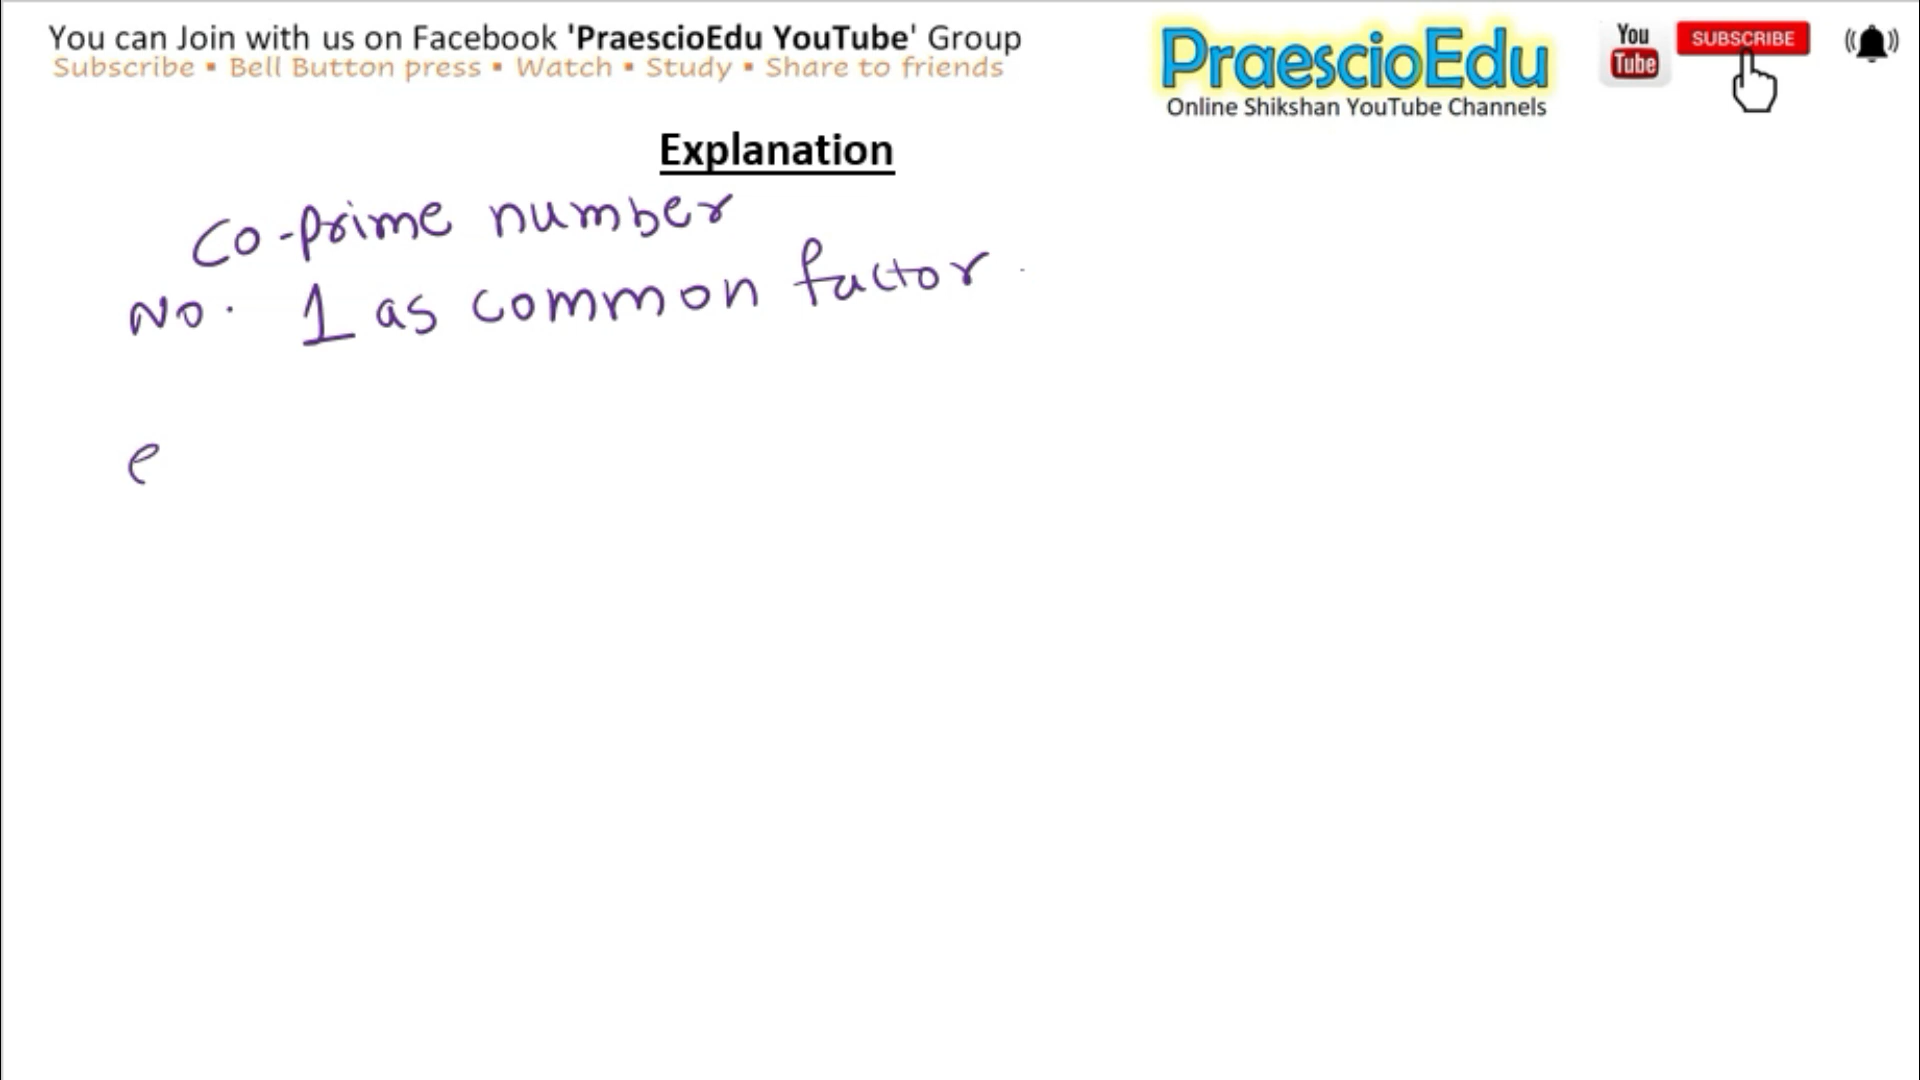 You can Join with us on Facebook 'PraescioEdu YouTube' Group
Subscribe ▪ Bell Button press ▪ Watch ▪ Study ▪ Share to friends
PraescioEdu
Online Shikshan YouTube Channels
You
Tube
SUBSCRIBE
Explanation
Co-prime number
No. 1 as common factor.
e